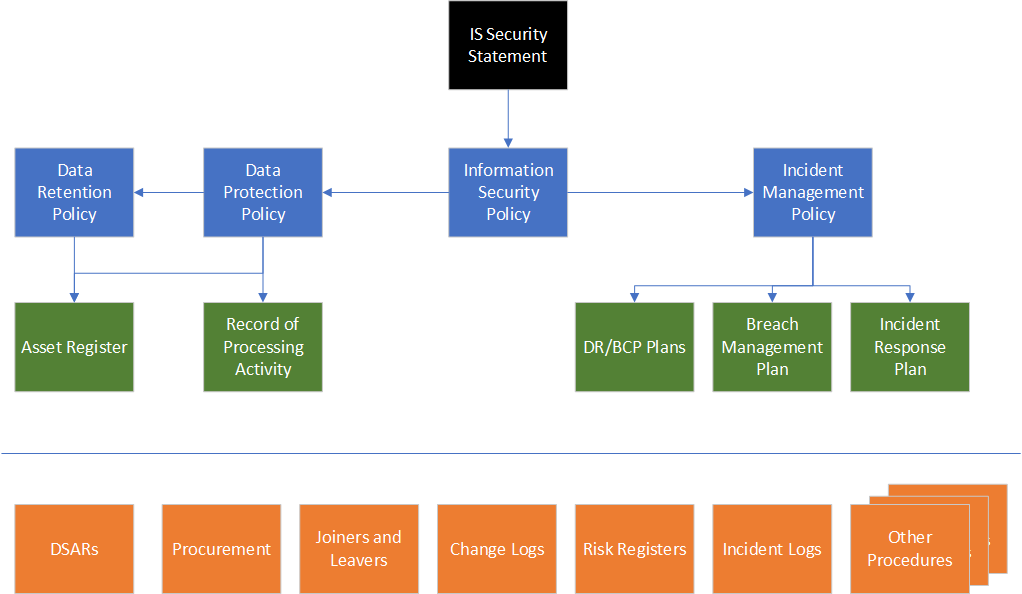 IS Security
Statement
Data
Retention
Policy
Data
Protection
Policy
Information
Security
Policy
Incident
Management
Policy
Asset Register
Record of
Processing
Activity
DR/BCP Plans
Breach
Management
Plan
Incident
Response
Plan
DSARs
Procurement
Joiners and
Leavers
Change Logs
Risk Registers
Incident Logs
Other
Procedures